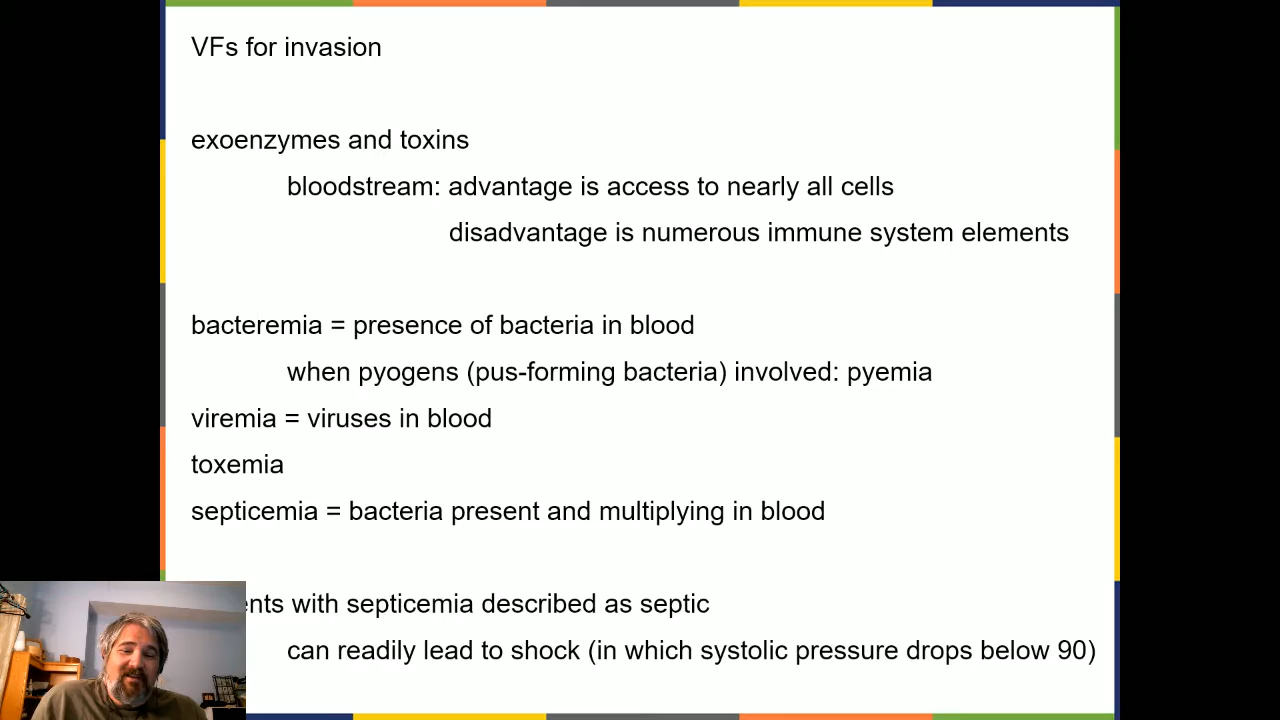 VFs for invasion
exoenzymes and toxins
bloodstream: advantage is access to nearly all cells
disadvantage is numerous immune system elements
bacteremia = presence of bacteria in blood
when pyogens (pus-forming bacteria) involved: pyemia
viremia = viruses in blood
toxemia
septicemia = bacteria present and multiplying in blood
with septicemia described as septic
can readily lead to shock (in which systolic pressure drops below 90)